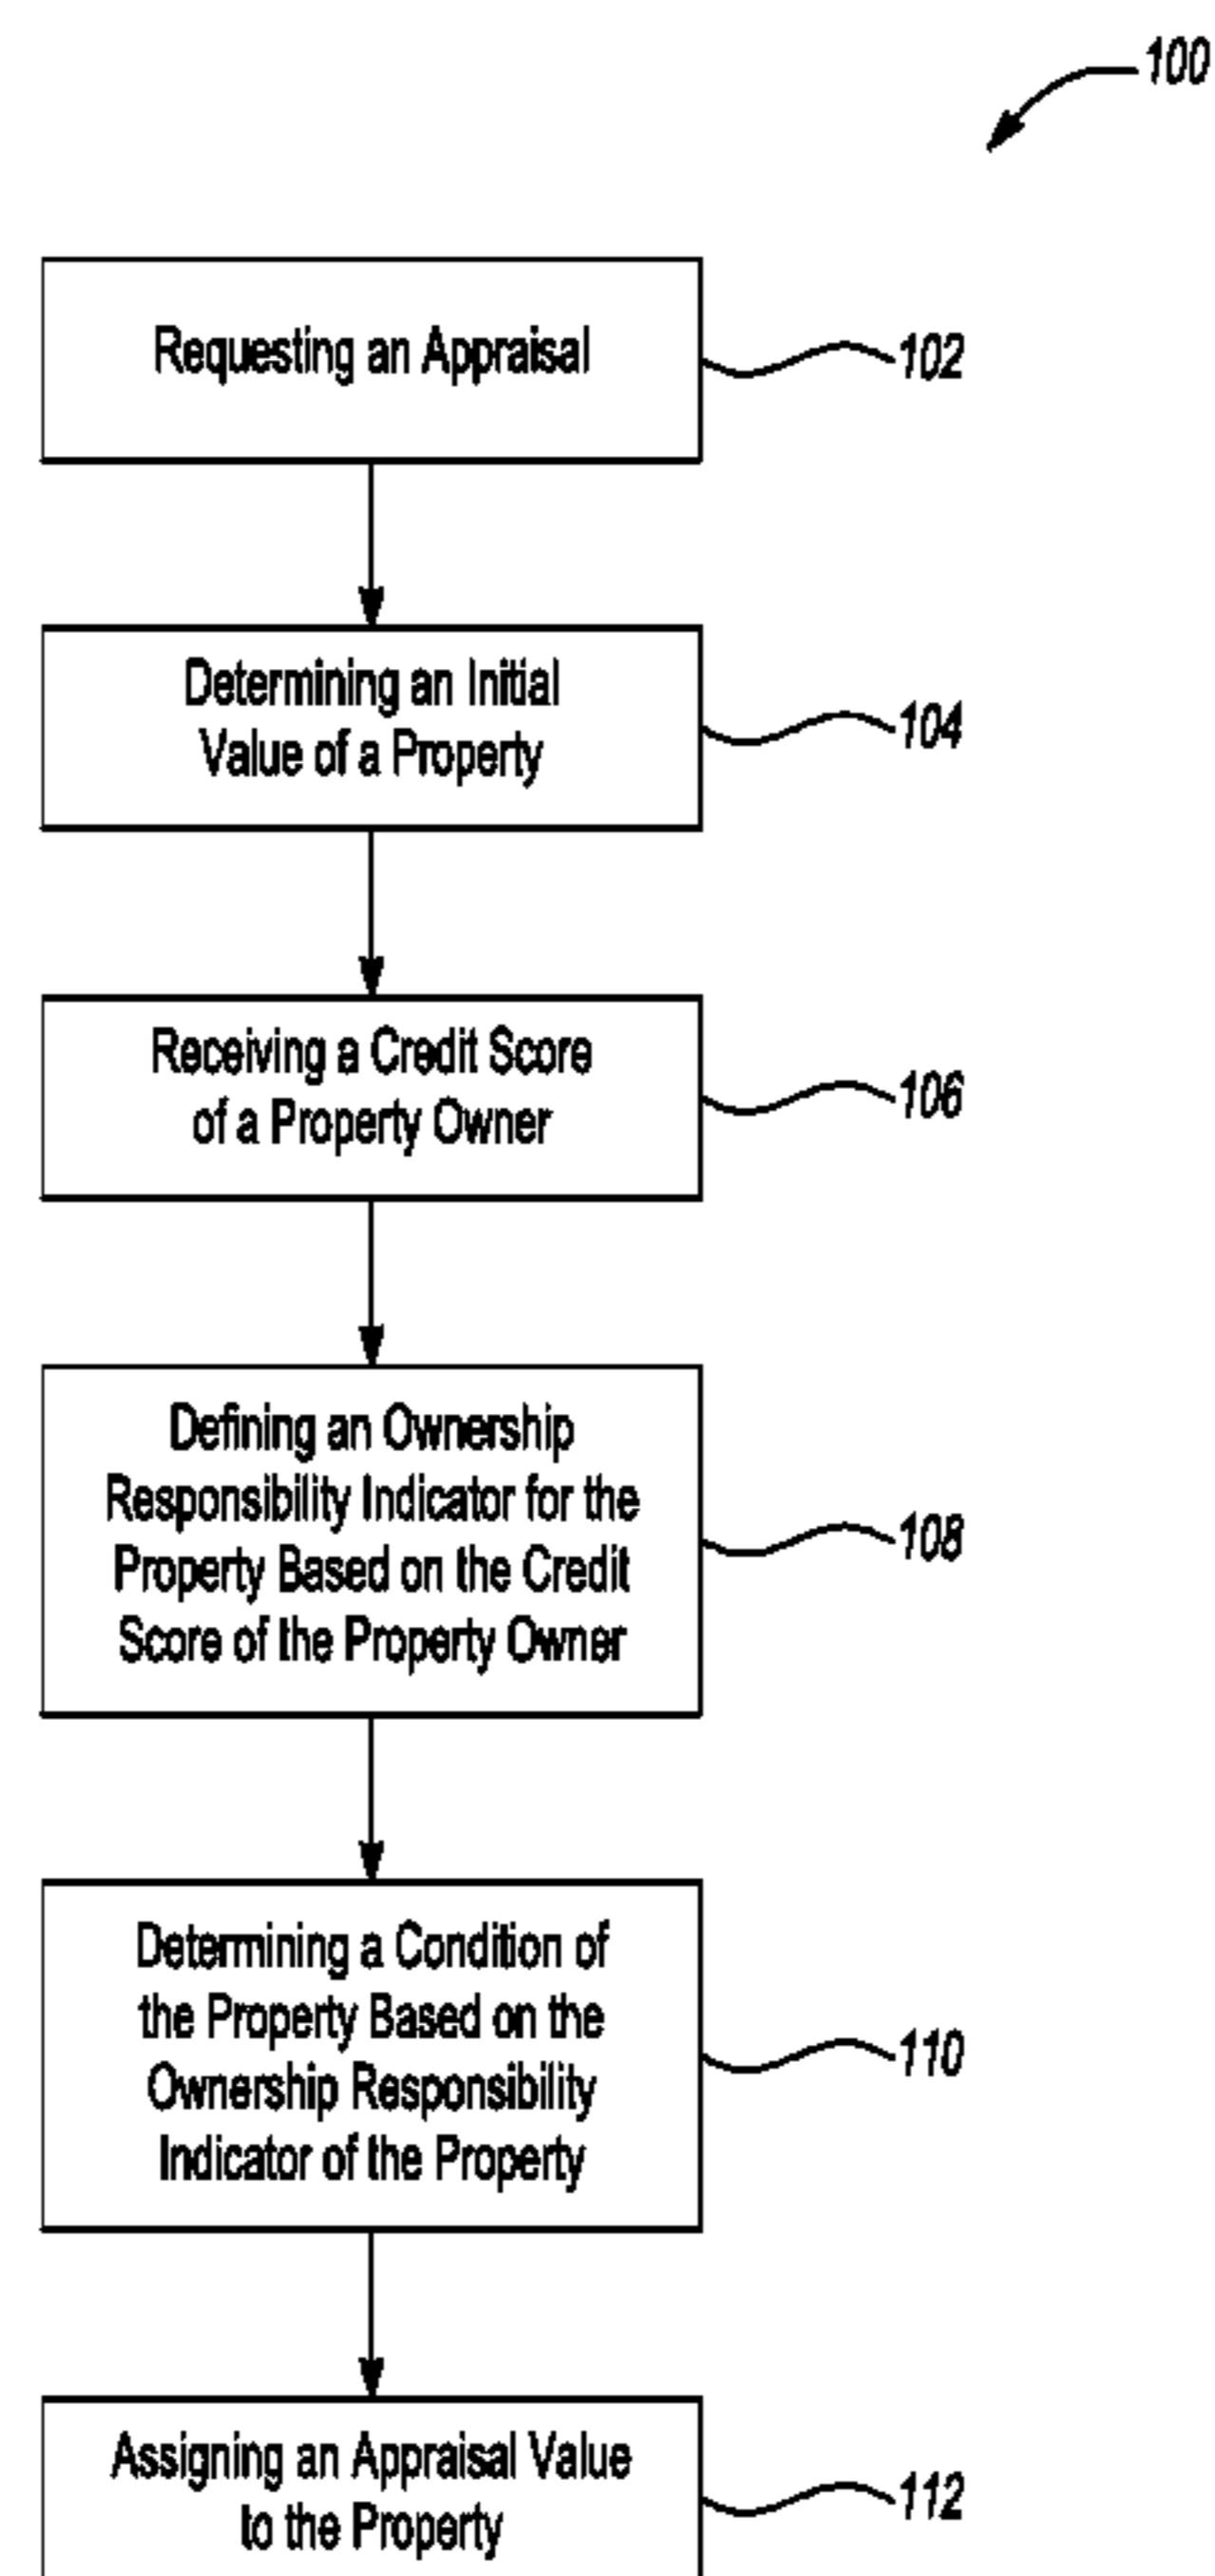 100
Requesting an Appraisal
102
Determining an Initial
Value of a Property
104
Receiving a Credit Score
of a Property Owner
106
Defining an Ownership
Responsibility Indicator for the
Property Based on the Credit
Score of the Property Owner
108
Determining a Condition of
the Property Based on the
Ownership Responsibility
Indicator of the Property
110
Assigning an Appraisal Value
to the Property
112